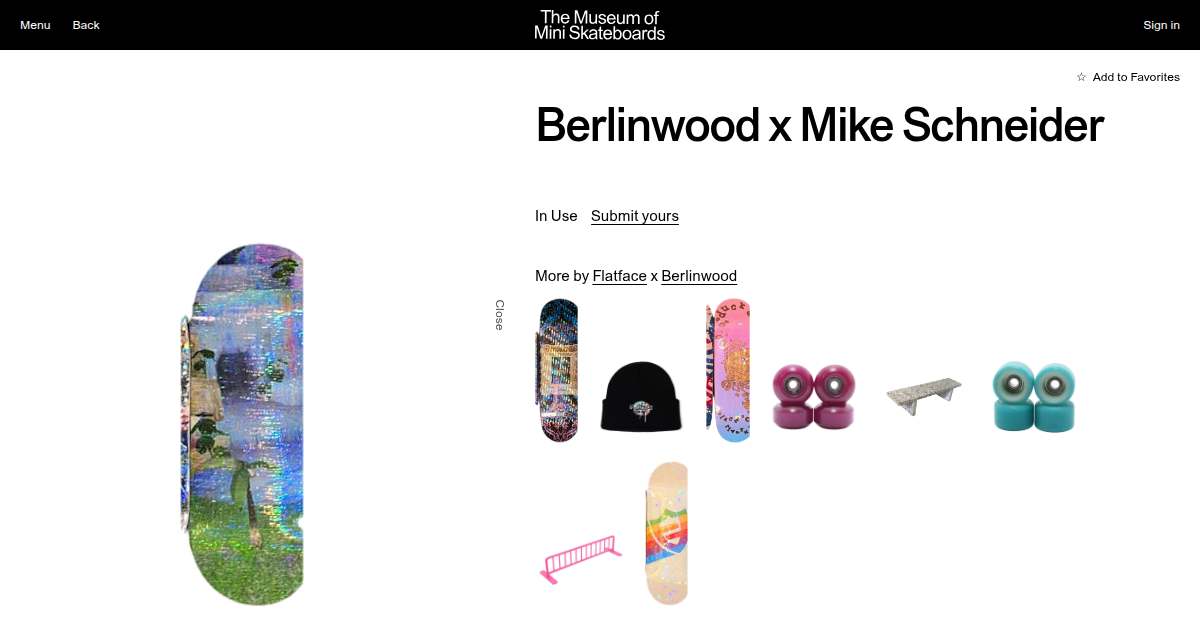 Menu
Back
The Museum of
Mini Skateboards
Sign in
☆ Add to Favorites
Berlinwood x Mike Schneider
In Use
Submit yours
More by Flatface x Berlinwood
Close